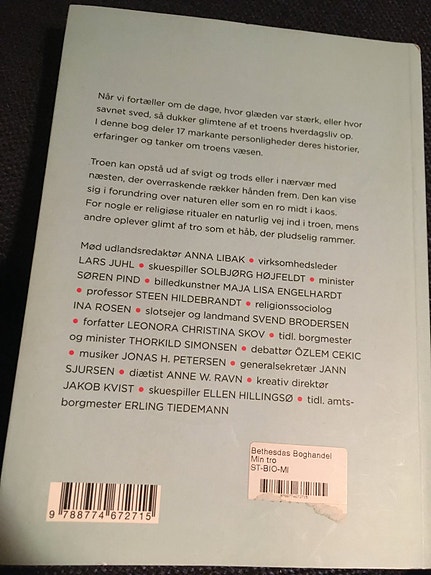 Når vi fortæller om de dage, hvor glæden var stærk, eller hvor
savnet sved, så dukker glimtene af et troens hverdagsliv op.
I denne bog deler 17 markante personligheder deres historier,
erfaringer og tanker om troens væsen.
Troen kan opstå ud af svigt og trods eller i nærvær med
næsten, der overraskende rækker hånden frem. Den kan vise
sig i forundring over naturen eller som en ro midt i kaos.
For nogle er religiøse ritualer en naturlig vej ind i troen, mens
andre oplever glimt af tro som et håb, der pludselig rammer.
Mød udlandsredaktør ANNA LIBAK • virksomhedsleder
LARS JUHL • skuespiller SOLBJØRG HØJFELDT • minister
SØREN PIND • billedkunstner MAJA LISA ENGELHARDT
• professor STEEN HILDEBRANDT • religionssociolog
INA ROSEN • slotsejer og landmand SVEND BRODERSEN
• forfatter LEONORA CHRISTINA SKOV • tidl. borgmester
og minister THORKILD SIMONSEN • debattør ÖZLEM CEKIC
• musiker JONAS H. PETERSEN • generalsekretær JANN
SJURSEN • diætist ANNE W. RAVN • kreativ direktør
JAKOB KVIST • skuespiller ELLEN HILLINGSØ • tidl. amts-
borgmester ERLING TIEDEMANN
Bethesdas Boghandel
Min tro
ST-BIO-MI
9 788774 672715